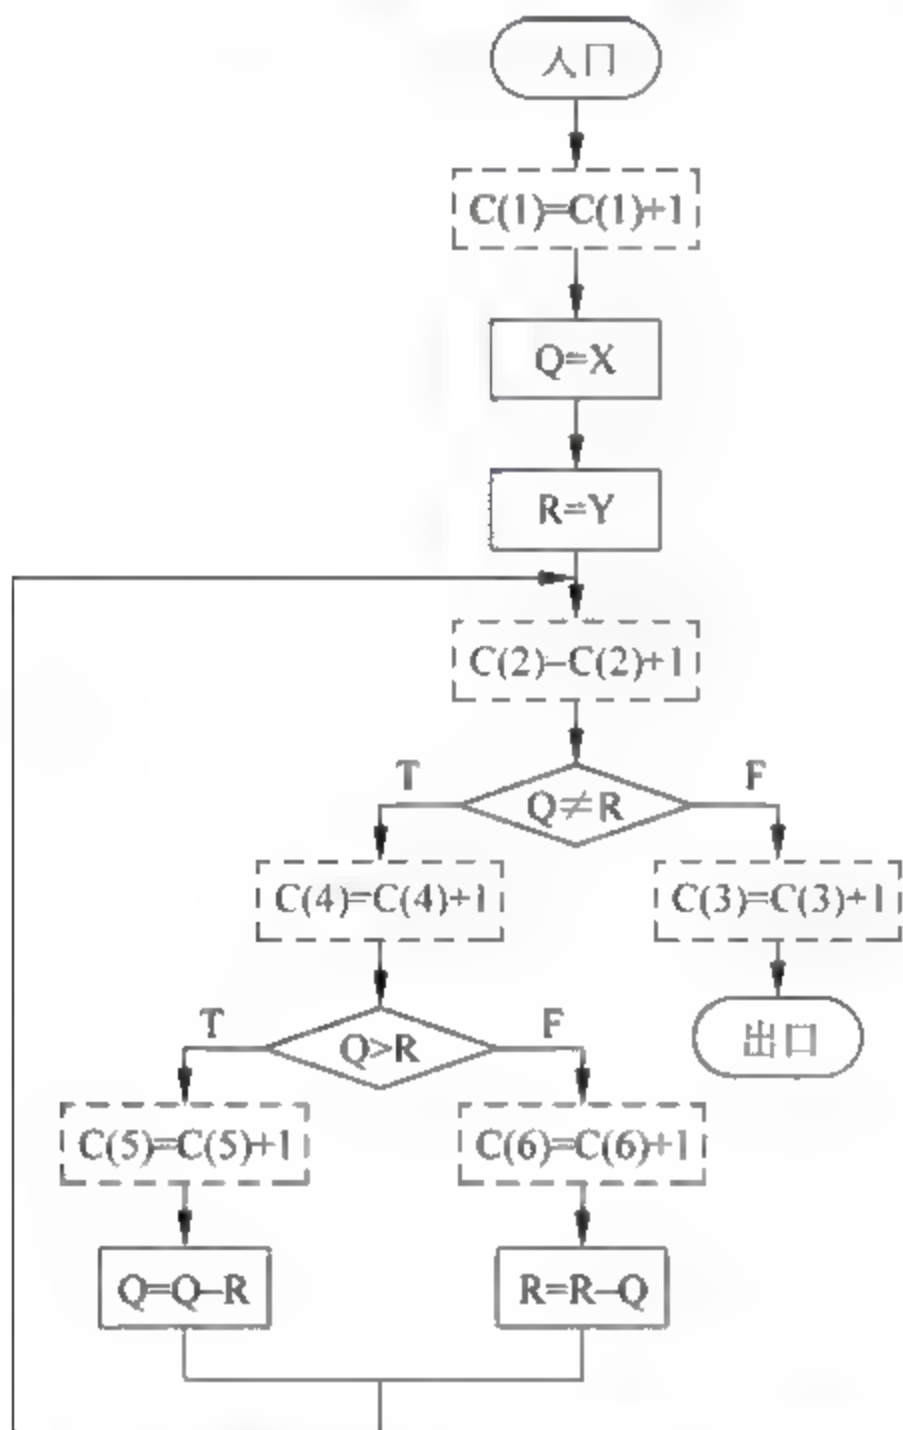 入口
C(1)=C(1)+1
Q=X
R=Y
C(2)=C(2)+1
T
F
Q≠R
C(4)=C(4)+1
C(3)=C(3)+1
T
F
Q>R
出口
C(5)=C(5)+1
C(6)=C(6)+1
Q=Q-R
R=R-Q